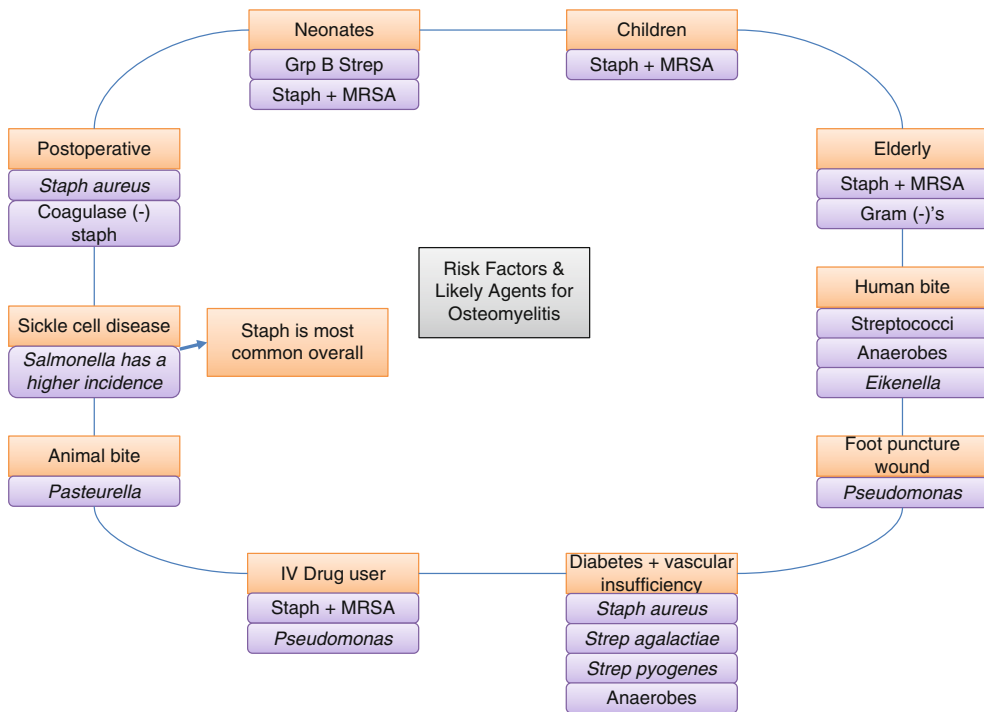 Neonates
Grp B Strep
Staph + MRSA
Children
Staph + MRSA
Elderly
Staph + MRSA
Gram (-)'s
Human bite
Streptococci
Anaerobes
Eikenella
Foot puncture
wound
Pseudomonas
Diabetes + vascular
insufficiency
Staph aureus
Strep agalactiae
Strep pyogenes
Anaerobes
IV Drug user
Staph + MRSA
Pseudomonas
Animal bite
Pasteurella
Sickle cell disease
Salmonella has a
higher incidence
Staph is most
common overall
Postoperative
Staph aureus
Coagulase (-)
staph
Risk Factors &
Likely Agents for
Osteomyelitis